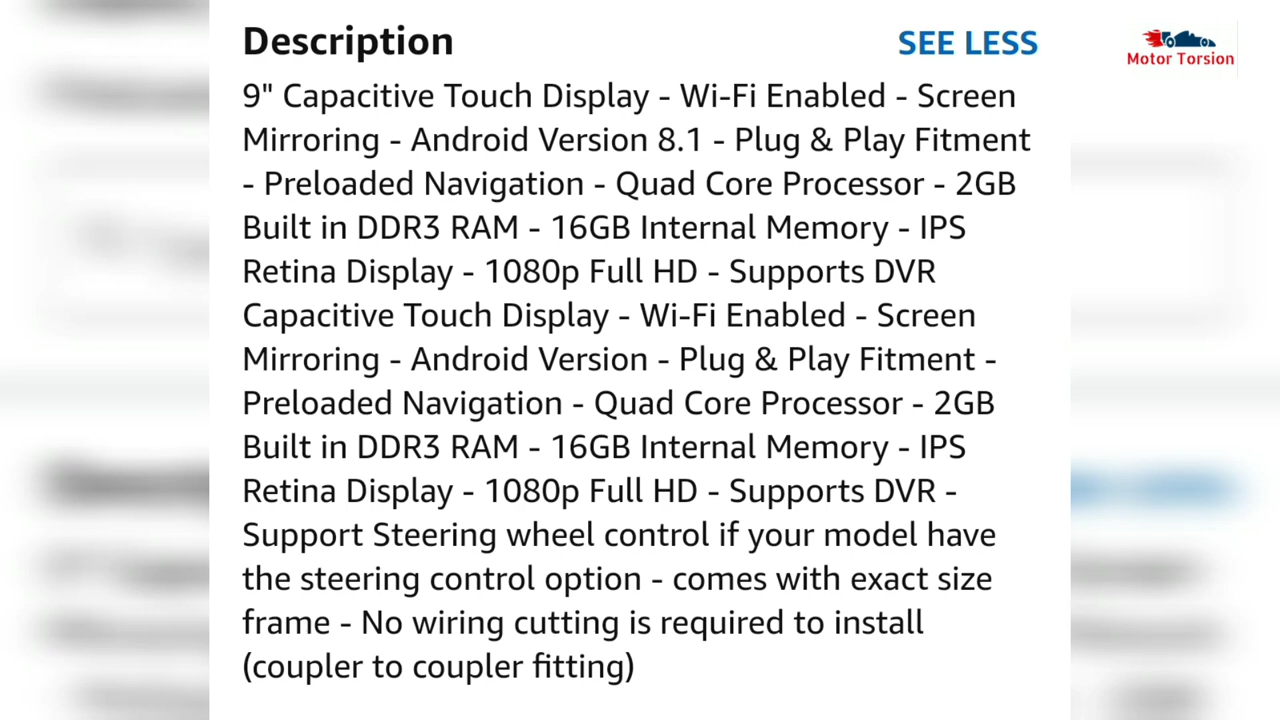 Description
SEE LESS
Motor Torsion
9" Capacitive Touch Display - Wi-Fi Enabled - Screen
Mirroring - Android Version 8.1 - Plug & Play Fitment
- Preloaded Navigation - Quad Core Processor - 2GB
Built in DDR3 RAM - 16GB Internal Memory - IPS
Retina Display - 1080p Full HD - Supports DVR
Capacitive Touch Display - Wi-Fi Enabled - Screen
Mirroring - Android Version - Plug & Play Fitment -
Preloaded Navigation - Quad Core Processor - 2GB
Built in DDR3 RAM - 16GB Internal Memory - IPS
Retina Display - 1080p Full HD - Supports DVR -
Support Steering wheel control if your model have
the steering control option - comes with exact size
frame - No wiring cutting is required to install
(coupler to coupler fitting)